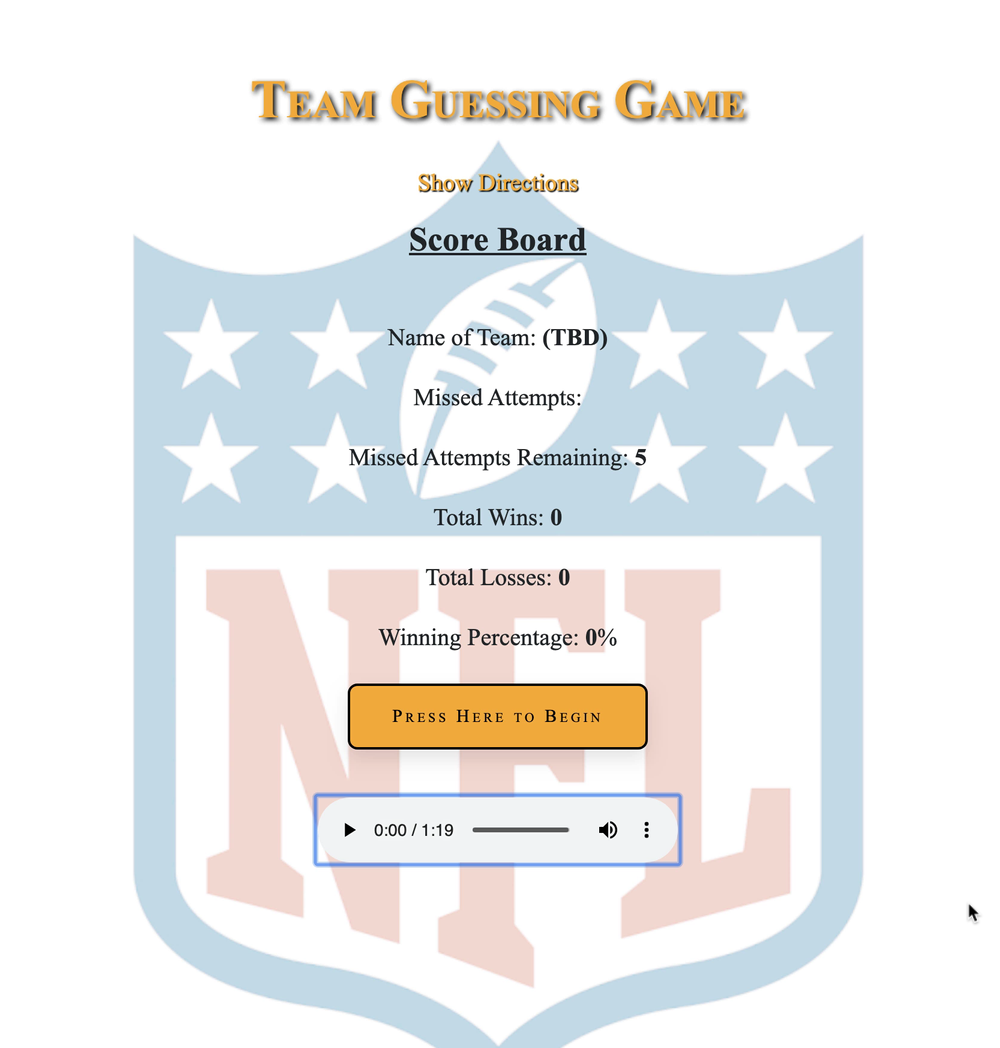 Team Guessing Game
Show Directions
Score Board
Name of Team: (TBD)
Missed Attempts:
Missed Attempts Remaining: 5
Total Wins: 0
Total Losses: 0
Winning Percentage: 0%
Press Here to Begin
0:00 / 1:19
NFL